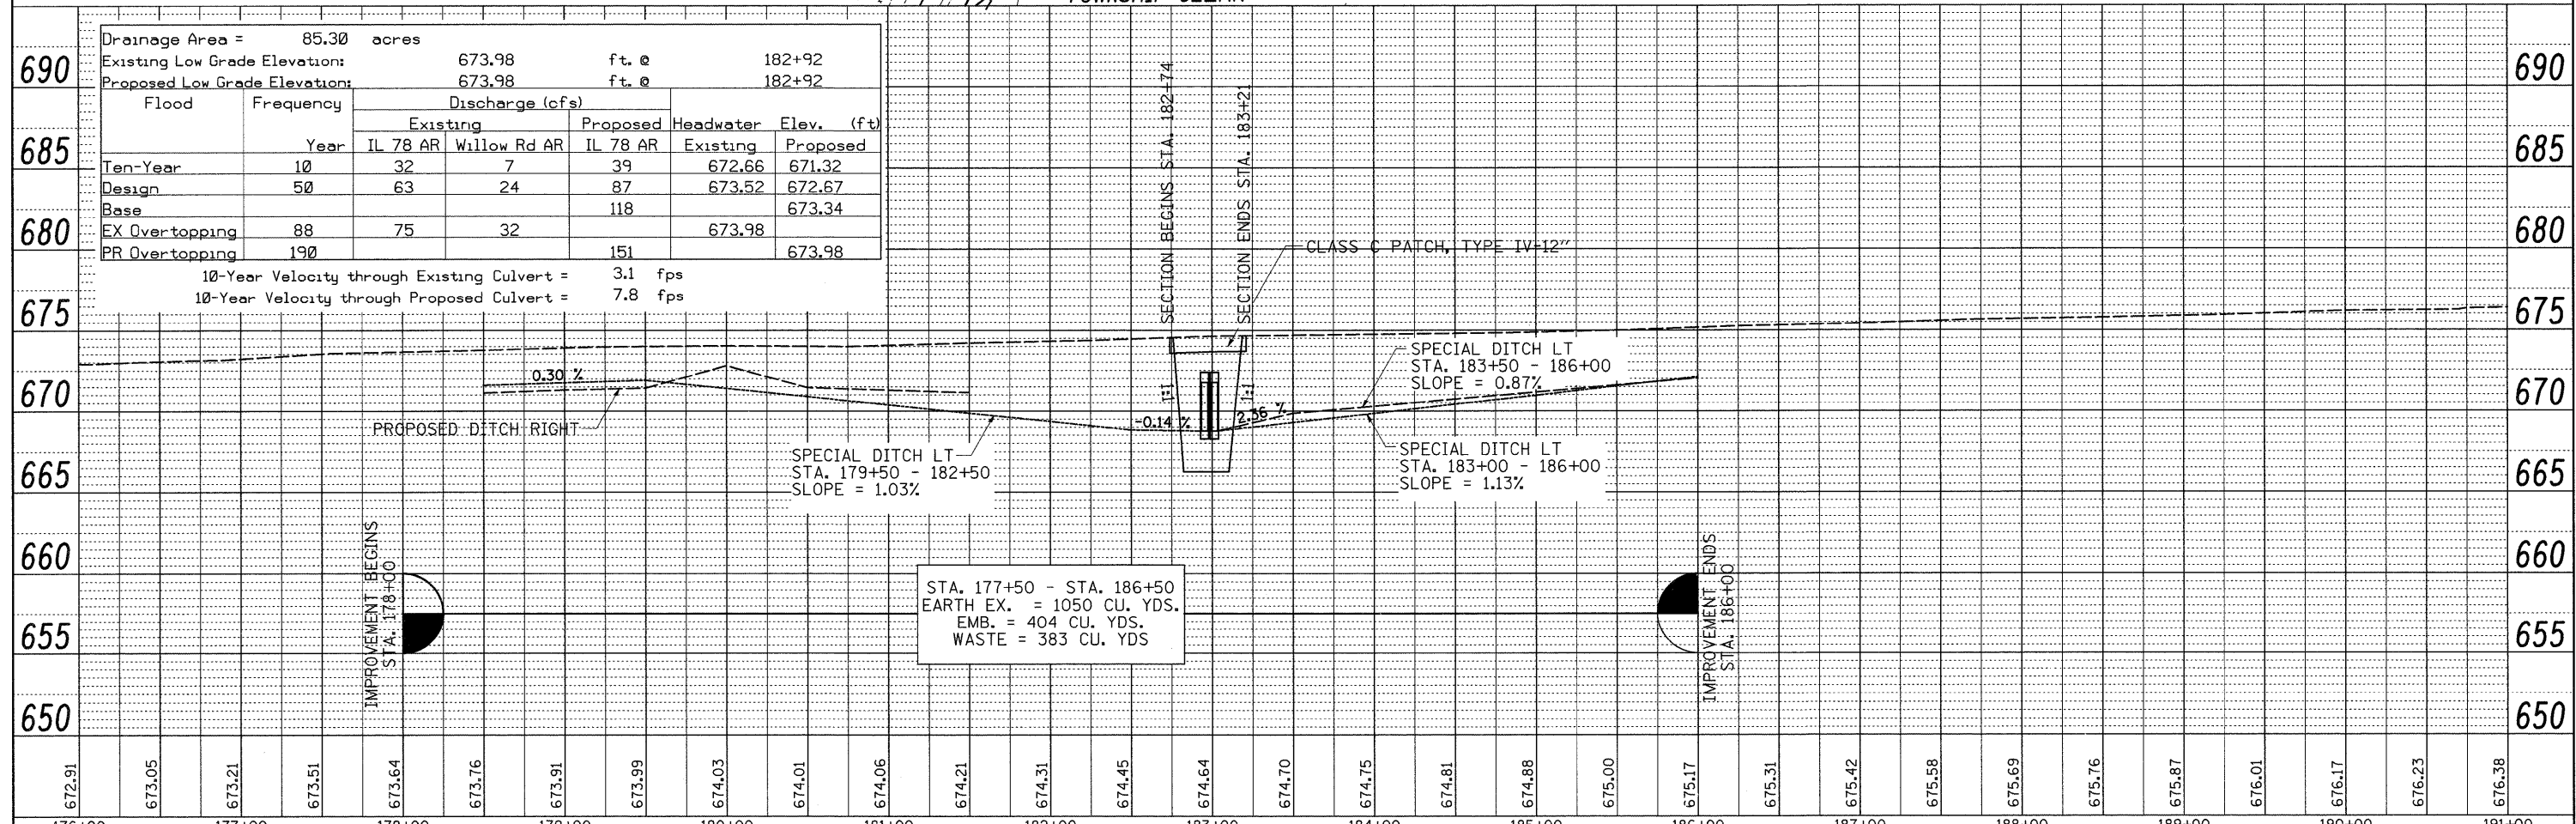 TOWNSHIP
Drainage Area = 85.30 acres
Existing Low Grade Elevation: 673.98 ft. @ 182+92
Proposed Low Grade Elevation: 673.98 ft. @ 182+92
Flood Frequency Discharge (cfs)
Existing Proposed Headwater Elev. (ft)
Year IL 78 AR Willow Rd AR IL 78 AR Existing Proposed
Ten-Year 10 32 7 39 672.66 671.32
Design 50 63 24 87 673.52 672.67
Base 118 673.34
EX Overtopping 88 75 32 673.98
PR Overtopping 190 151 673.98
10-Year Velocity through Existing Culvert = 3.1 fps
10-Year Velocity through Proposed Culvert = 7.8 fps
690 690
685 685
680 680
675 675
670 670
665 665
660 660
655 655
650 650
SECTION BEGINS STA. 182+74
SECTION ENDS STA. 183+21
CLASS C PATCH, TYPE IV-12"
SPECIAL DITCH LT
STA. 183+50 - 186+00
SLOPE = 0.87%
0.30 %
1:1
1:1
-0.14 %
2.36 %
PROPOSED DITCH RIGHT
SPECIAL DITCH LT
STA. 179+50 - 182+50
SLOPE = 1.03%
SPECIAL DITCH LT
STA. 183+00 - 186+00
SLOPE = 1.13%
IMPROVEMENT BEGINS
STA. 178+00
STA. 177+50 - STA. 186+50
EARTH EX. = 1050 CU. YDS.
EMB. = 404 CU. YDS.
WASTE = 383 CU. YDS
IMPROVEMENT ENDS
STA. 186+00
672.91 673.05 673.21 673.51 673.64 673.76 673.91 673.99 674.03 674.01 674.06 674.21 674.31 674.45 674.64 674.70 674.75 674.81 674.88 675.00 675.17 675.31 675.42 675.58 675.69 675.76 675.87 676.01 676.17 676.23 676.38